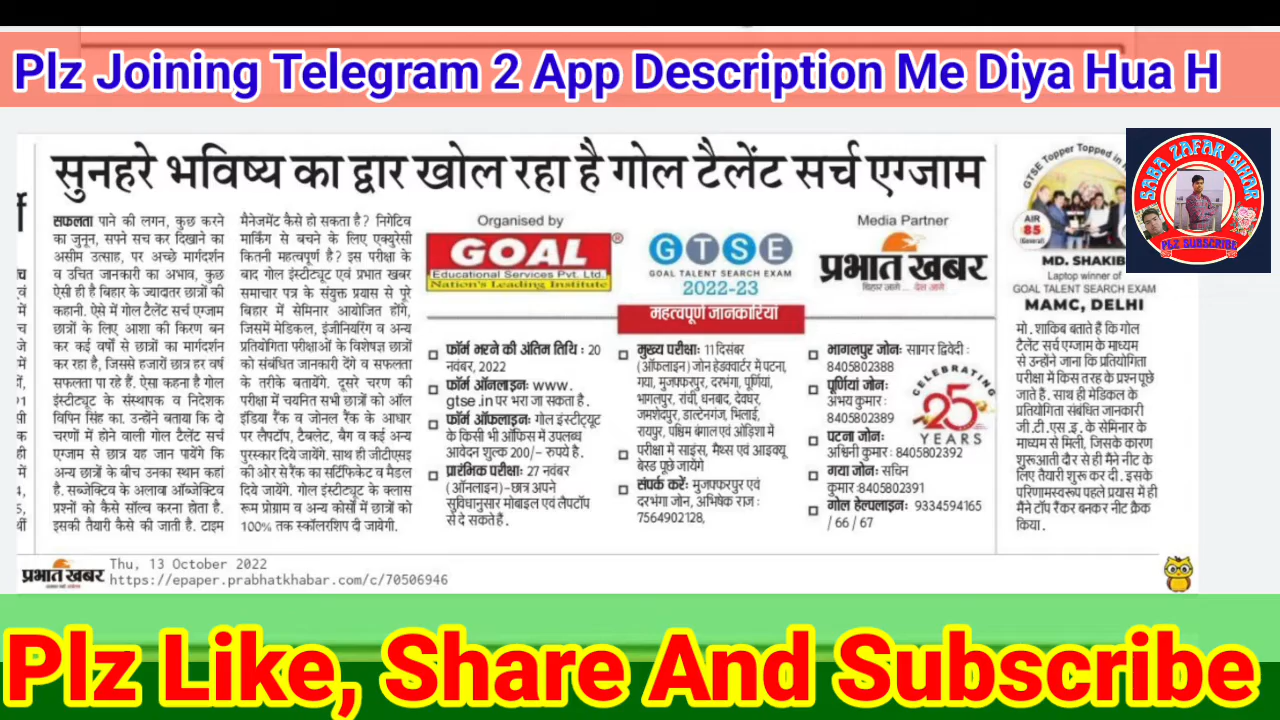 Plz Joining Telegram 2 App Description Me Diya Hua H
सुनहरे भविष्य का द्वार खोल रहा है गोल टैलेंट सर्च एग्जाम
सफलता पाने की लगन, कुछ करने
का जुनून, सपने सच कर दिखाने का
असीम उत्साह, पर अच्छे मार्गदर्शन
व उचित जानकारी का अभाव, कुछ
ऐसी ही है बिहार के ज्यादातर छात्रों की
कहानी. ऐसे में गोल टैलेंट सर्च एग्जाम
छात्रों के लिए आशा की किरण बन
कर कई वर्षो से छात्रों का मार्गदर्शन
कर रहा है, जिससे हजारों छात्र हर वर्ष
सफलता पा रहे हैं. ऐसा कहना है गोल
इंस्टीट्यूट के संस्थापक व निदेशक
विपिन सिंह का. उन्होंने बताया कि दो
चरणों में होने वाली गोल टैलेंट सर्च
एग्जाम से छात्र यह जान पायेंगे कि
अन्य छात्रों के बीच उनका स्थान कहां
है. सब्जेक्टिव के अलावा ऑब्जेक्टिव
प्रश्नों को कैसे सॉल्व करना होता है.
इसकी तैयारी कैसे की जाती है. टाइम
मैनेजमेंट कैसे हो सकता है? निगेटिव
मार्किंग से बचने के लिए एक्युरेसी
कितनी महत्वपूर्ण है? इस परीक्षा के
बाद गोल इंस्टीट्यूट एवं प्रभात खबर
समाचार पत्र के संयुक्त प्रयास से पूरे
बिहार में सेमिनार आयोजित होंगे,
जिसमें मेडिकल, इंजीनियरिंग व अन्य
प्रतियोगिता परीक्षाओं के विशेषज्ञ छात्रों
को संबंधित जानकारी देंगे व सफलता
के तरीके बतायेंगे. दूसरे चरण की
परीक्षा में चयनित सभी छात्रों को ऑल
इंडिया रैंक व जोनल रैंक के आधार
पर लैपटॉप, टैबलेट, बैग व कई अन्य
पुरस्कार दिये जायेंगे. साथ ही जीटीएसइ
की ओर से रैंक का सर्टिफिकेट व मैडल
दिये जायेंगे. गोल इंस्टीट्यूट के क्लास
रूम प्रोग्राम व अन्य कोर्सों में छात्रों को
100% तक स्कॉलरशिप दी जायेगी.
Organised by
GOAL®
Educational Services Pvt. Ltd.
Nation's Leading Institute
GTSE
GOAL TALENT SEARCH EXAM
2022-23
Media Partner
प्रभात खबर
बिहार जागे... देश जागे
महत्वपूर्ण जानकारियां
फॉर्म भरने की अंतिम तिथि : 20
नवंबर, 2022
फॉर्म ऑनलाइन: www.
gtse.in पर भरा जा सकता है.
फॉर्म ऑफलाइन: गोल इंस्टीट्यूट
के किसी भी ऑफिस में उपलब्ध
आवेदन शुल्क 200/- रुपये है.
प्रारंभिक परीक्षा: 27 नवंबर
(ऑनलाइन)-छात्र अपने
सुविधानुसार मोबाइल एवं लैपटॉप
से दे सकते हैं.
मुख्य परीक्षा: 11 दिसंबर
(ऑफलाइन) जोन हेडक्वार्टर में पटना,
गया, मुजफ्फरपुर, दरभंगा, पूर्णिया,
भागलपुर, रांची, धनबाद, देवघर,
जमशेदपुर, डाल्टेनगंज, भिलाई,
रायपुर, पश्चिम बंगाल एवं ओड़िशा में
परीक्षा में साइंस, मैथ्स एवं आइक्यू
बेस्ड पूछे जायेंगे
संपर्क करें: मुजफ्फरपुर एवं
दरभंगा जोन, अभिषेक राज :
7564902128,
भागलपुर जोन: सागर द्विवेदी :
8405802388
पूर्णिया जोन:
अभय कुमार :
8405802389
पटना जोन:
अश्विनी कुमार : 8405802392
गया जोन: सचिन
कुमार :8405802391
गोल हेल्पलाइन: 9334594165
/ 66 / 67
CELEBRATING
25
YEARS
GTSE Topper Topped in
AIR
85
(General)
MD. SHAKIB
Laptop winner of
GOAL TALENT SEARCH EXAM
MAMC, DELHI
मो. शाकिब बताते हैं कि गोल
टैलेंट सर्च एग्जाम के माध्यम
से उन्होंने जाना कि प्रतियोगिता
परीक्षा में किस तरह के प्रश्न पूछे
जाते हैं. साथ ही मेडिकल के
प्रतियोगिता संबंधित जानकारी
जी.टी.एस.इ. के सेमिनार के
माध्यम से मिली, जिसके कारण
शुरूआती दौर से ही मैने नीट के
लिए तैयारी शुरू कर दी. इसके
परिणामस्वरूप पहले प्रयास में ही
मैने टॉप रैंकर बनकर नीट क्रैक
किया.
SABA ZAFAR BIHAR
PLZ SUBSCRIBE
प्रभात खबर
Thu, 13 October 2022
https://epaper.prabhatkhabar.com/c/70506946
Plz Like, Share And Subscribe